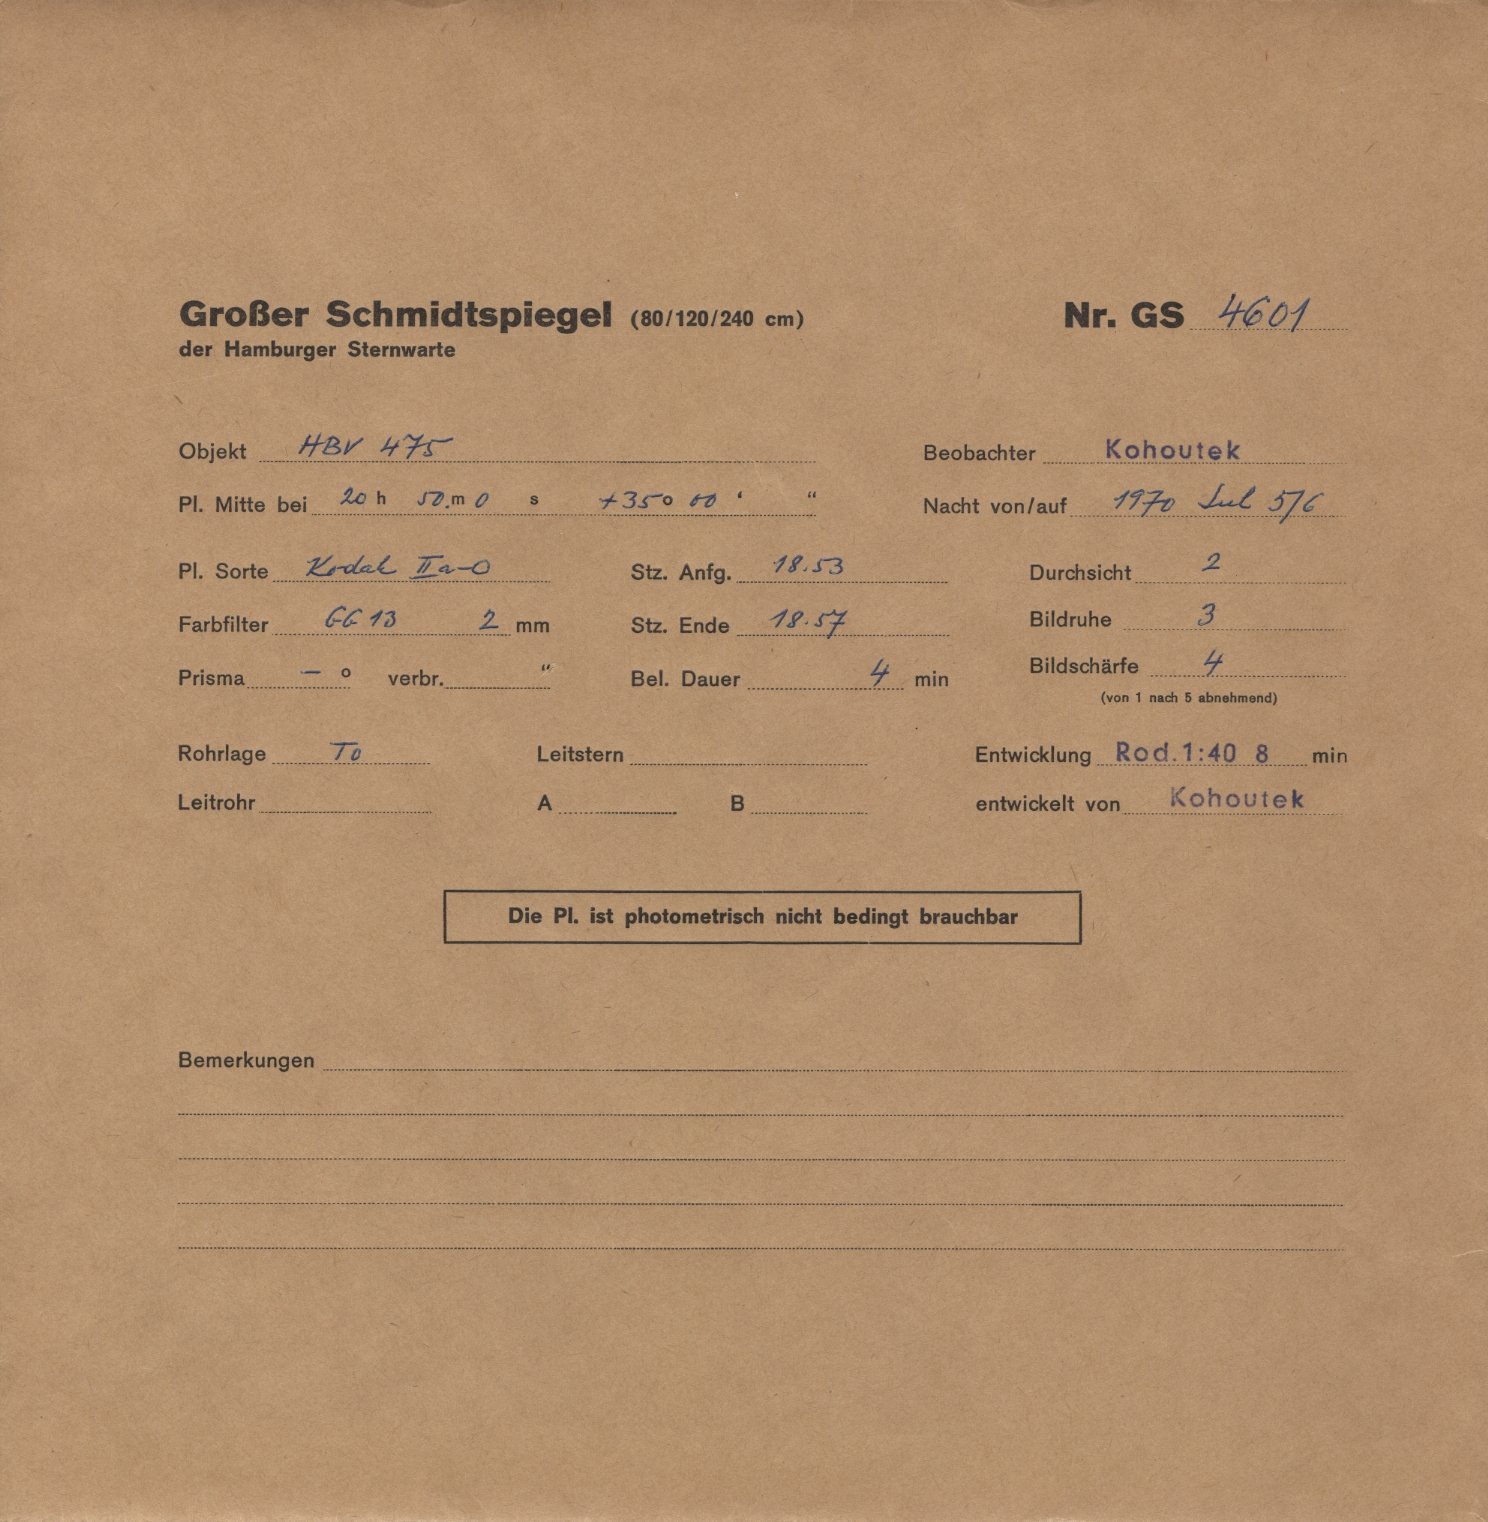 Großer Schmidtspiegel (80/120/240 cm) Nr. GS 4601
der Hamburger Sternwarte
Objekt HBV 475 Beobachter Kohoutek
Pl. Mitte bei 20 h 50. m 0 s +35 o 00 ‘ “ Nacht von/auf 1970 Jul 5/6
Pl. Sorte Kodak IIa-O Stz. Anfg. 18.53 Durchsicht 2
Farbfilter GG 13 2 mm Stz. Ende 18.57 Bildruhe 3
Prisma – o verbr. “ Bel. Dauer 4 min Bildschärfe 4
(von 1 nach 5 abnehmend)
Rohrlage To Leitstern Entwicklung Rod. 1:40 8 min
Leitrohr A B entwickelt von Kohoutek
Die Pl. ist photometrisch nicht bedingt brauchbar
Bemerkungen